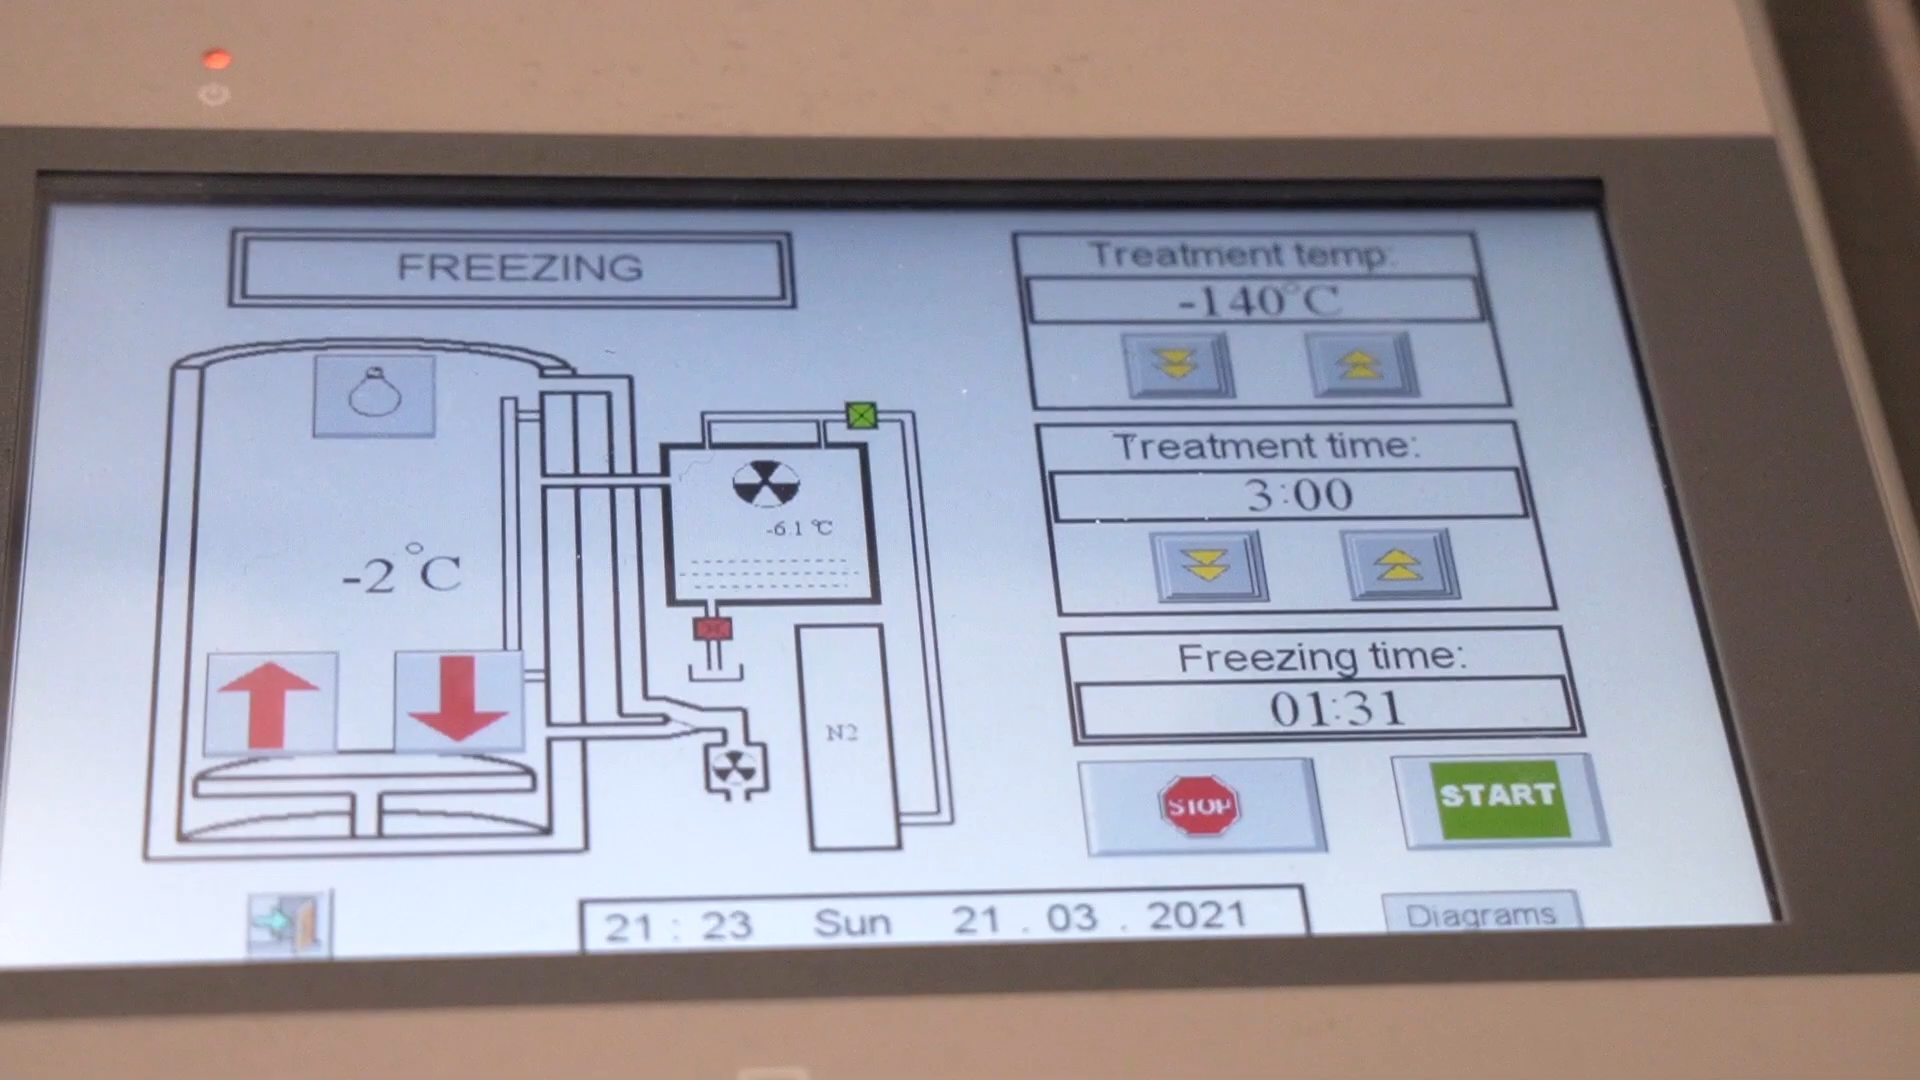 FREEZING
Treatment temp:
-140°C
Treatment time:
3:00
-6.1 °C
-2°C
Freezing time:
01:31
N2
STOP
START
21 : 23 Sun 21 . 03 . 2021
Diagrams